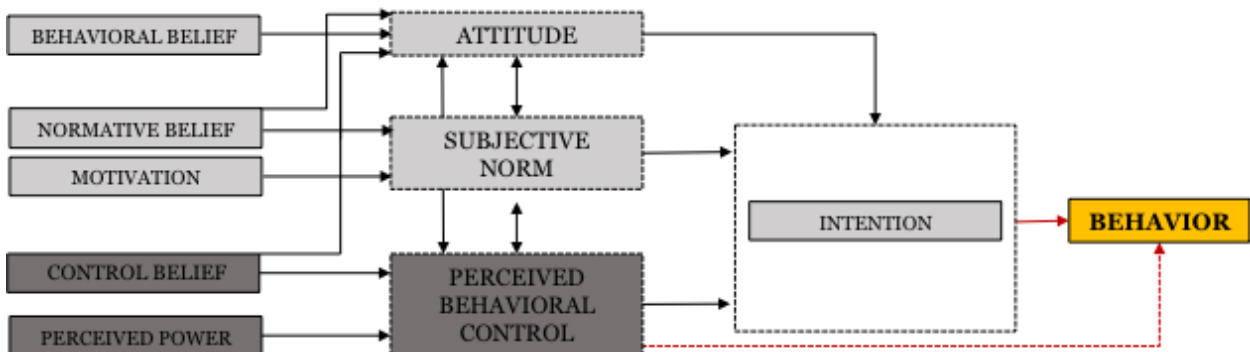 BEHAVIORAL BELIEF
ATTITUDE
NORMATIVE BELIEF
SUBJECTIVE
NORM
MOTIVATION
INTENTION
BEHAVIOR
CONTROL BELIEF
PERCEIVED
BEHAVIORAL
CONTROL
PERCEIVED POWER